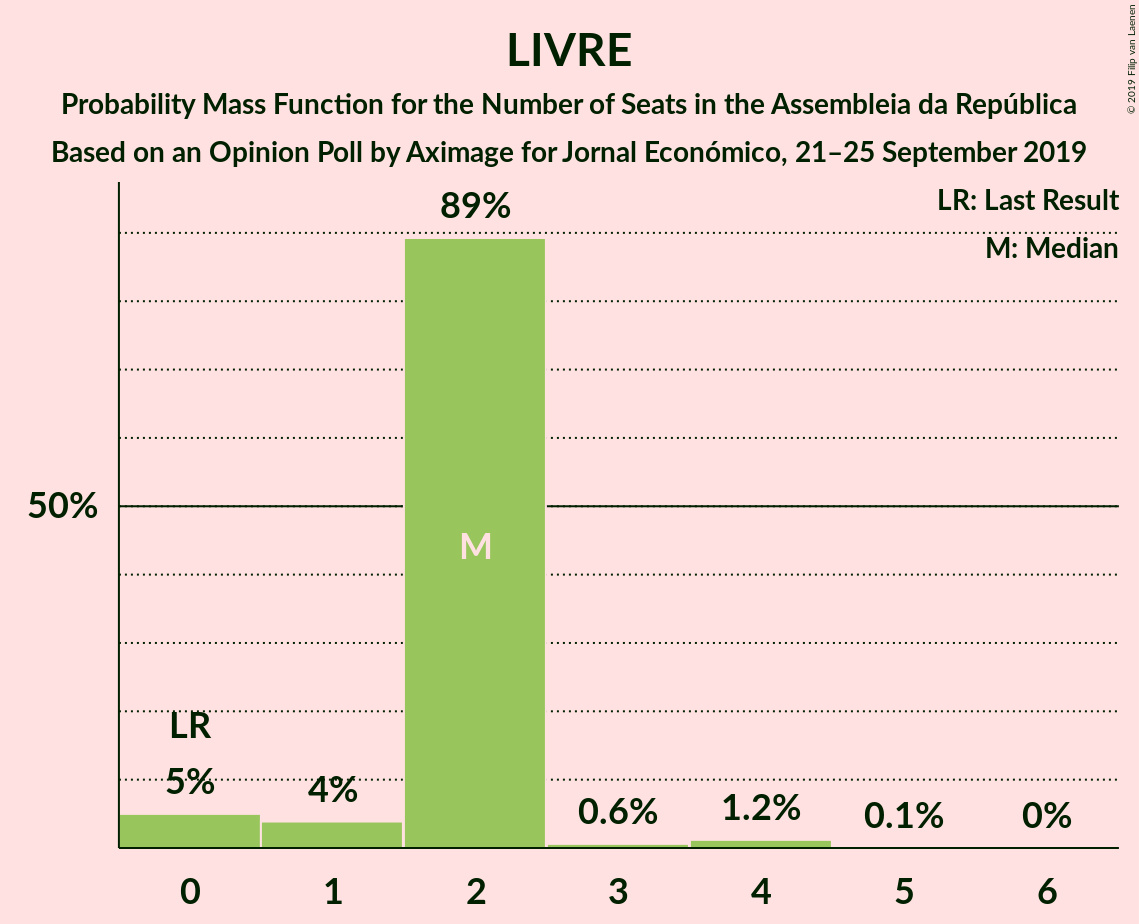 LIVRE
Probability Mass Function for the Number of Seats in the Assembleia da República
Based on an Opinion Poll by Aximage for Jornal Económico, 21–25 September 2019
© 2019 Filip van Laenen
LR: Last Result
M: Median
89%
50%
M
LR
5%
4%
0.6%
1.2%
0.1%
0%
0 1 2 3 4 5 6